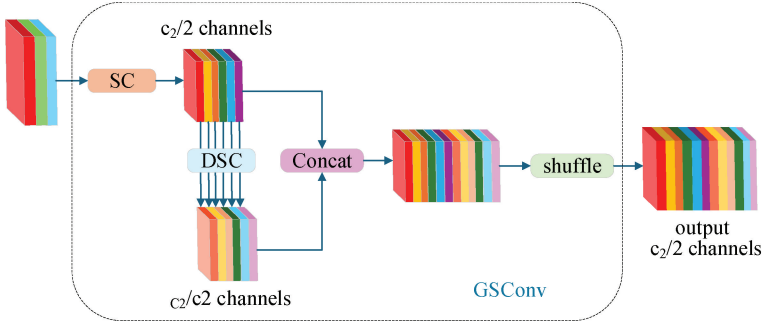 c₂/2 channels
SC
DSC
Concat
shuffle
output
c₂/2 channels
C₂/c2 channels
GSConv